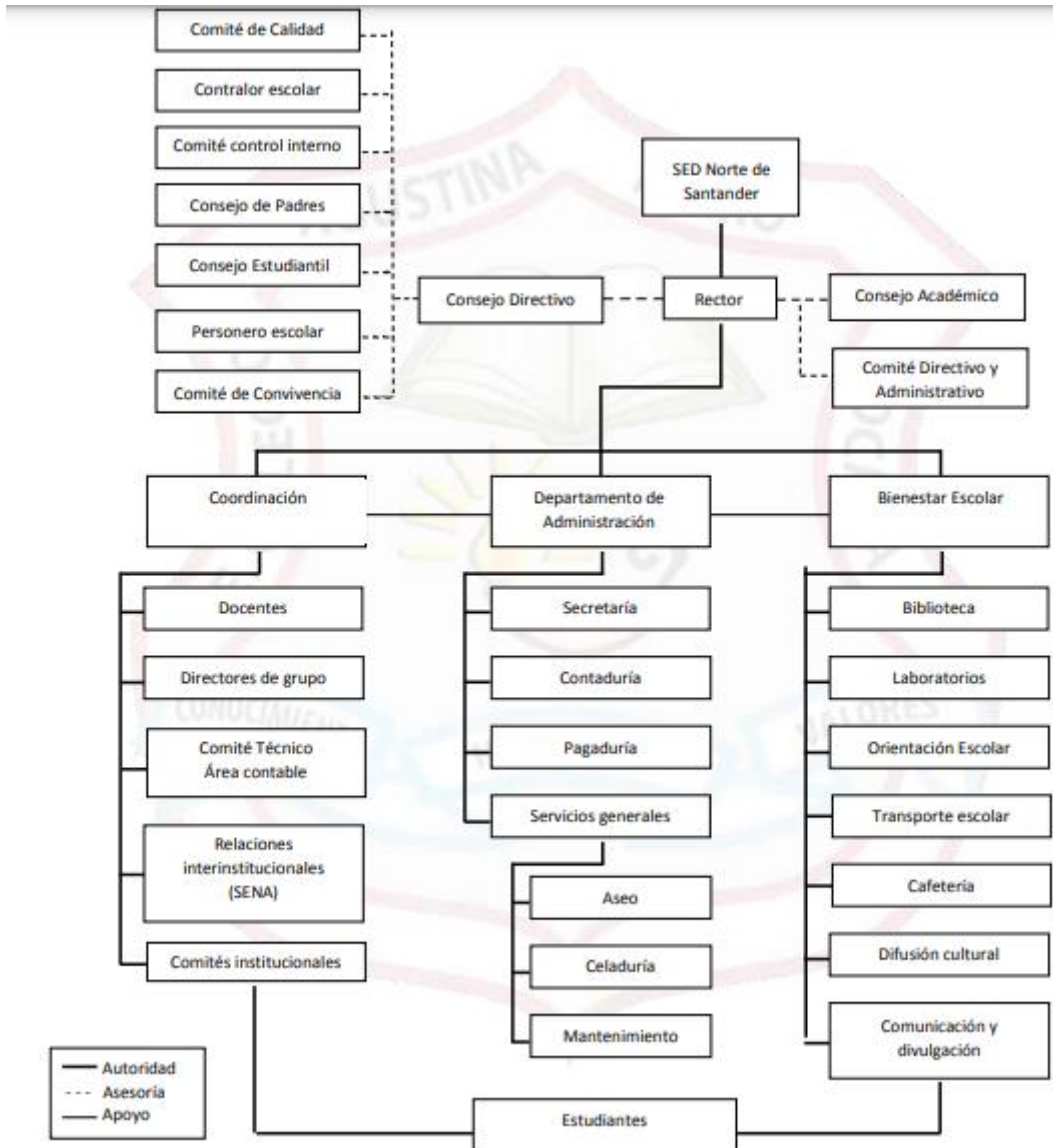 Comité de Calidad
Contralor escolar
Comité control interno
Consejo de Padres
Consejo Estudiantil
Personero escolar
Comité de Convivencia
SED Norte de
Santander
Consejo Directivo
Rector
Consejo Académico
Comité Directivo y
Administrativo
Coordinación
Departamento de
Administración
Bienestar Escolar
Docentes
Directores de grupo
Comité Técnico
Área contable
Relaciones
interinstitucionales
(SENA)
Comités institucionales
Secretaría
Contaduría
Pagaduría
Servicios generales
Aseo
Celaduría
Mantenimiento
Biblioteca
Laboratorios
Orientación Escolar
Transporte escolar
Cafetería
Difusión cultural
Comunicación y
divulgación
Autoridad
Asesoría
Apoyo
Estudiantes
AGUSTINA
VALORES